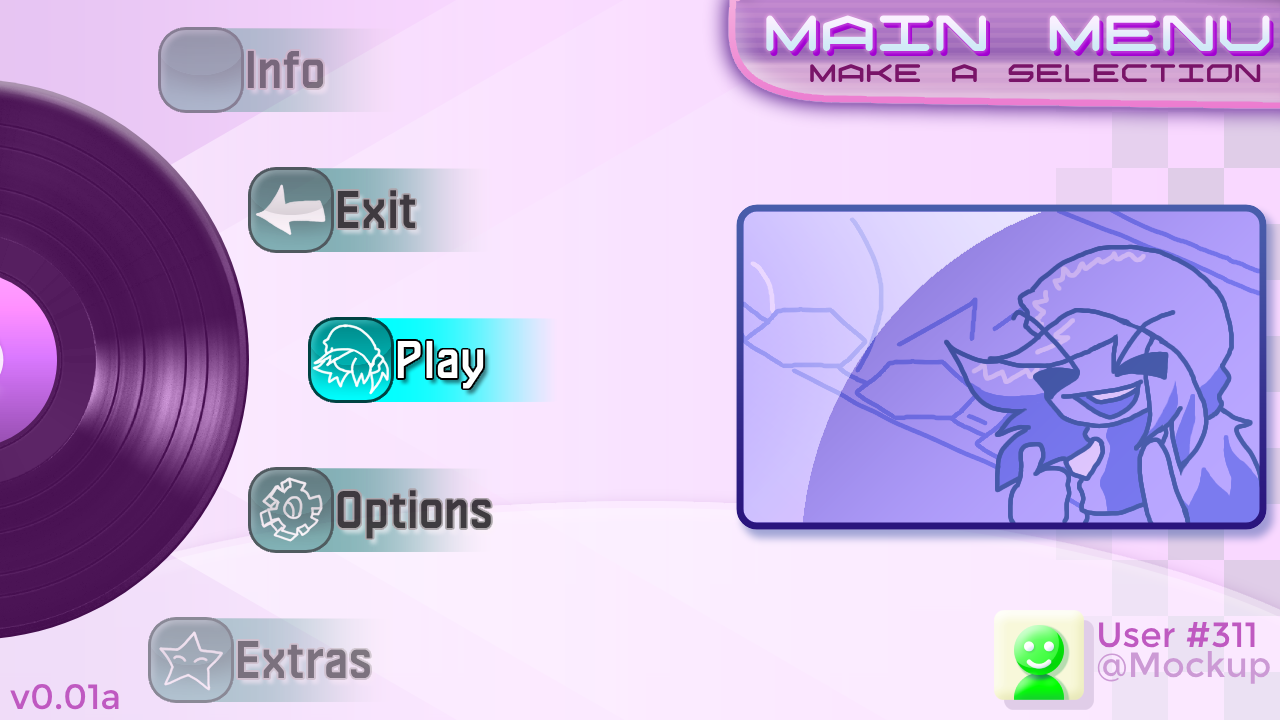 MAIN MENU
MAKE A SELECTION
Info
Exit
Play
Options
Extras
v0.01a
User #311
@Mockup